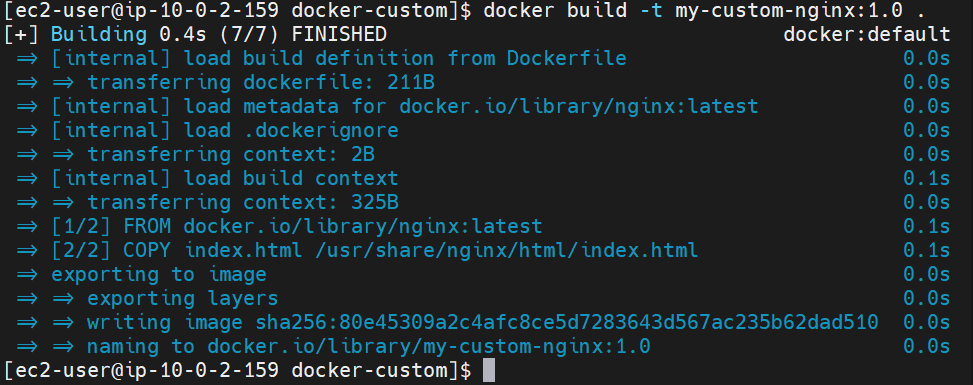 [ec2-user@ip-10-0-2-159 docker-custom]$ docker build -t my-custom-nginx:1.0 .
[+] Building 0.4s (7/7) FINISHED docker:default
=> [internal] load build definition from Dockerfile 0.0s
=> => transferring dockerfile: 211B 0.0s
=> [internal] load metadata for docker.io/library/nginx:latest 0.0s
=> [internal] load .dockerignore 0.0s
=> => transferring context: 2B 0.0s
=> [internal] load build context 0.1s
=> => transferring context: 325B 0.0s
=> [1/2] FROM docker.io/library/nginx:latest 0.1s
=> [2/2] COPY index.html /usr/share/nginx/html/index.html 0.1s
=> exporting to image 0.0s
=> => exporting layers 0.0s
=> => writing image sha256:80e45309a2c4afc8ce5d7283643d567ac235b62dad510 0.0s
=> => naming to docker.io/library/my-custom-nginx:1.0 0.0s
[ec2-user@ip-10-0-2-159 docker-custom]$